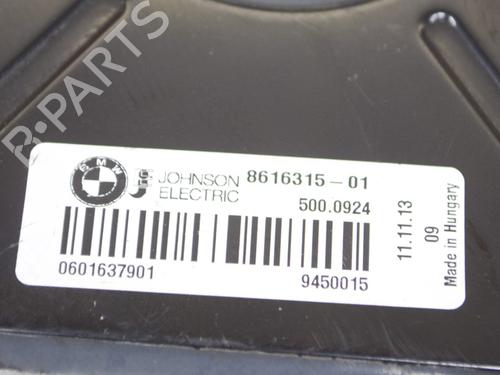 R-PARTS
BMW
JOHNSON ELECTRIC
8616315-01
500.0924
0601637901
9450015
11.11.13
09
Made in Hungary